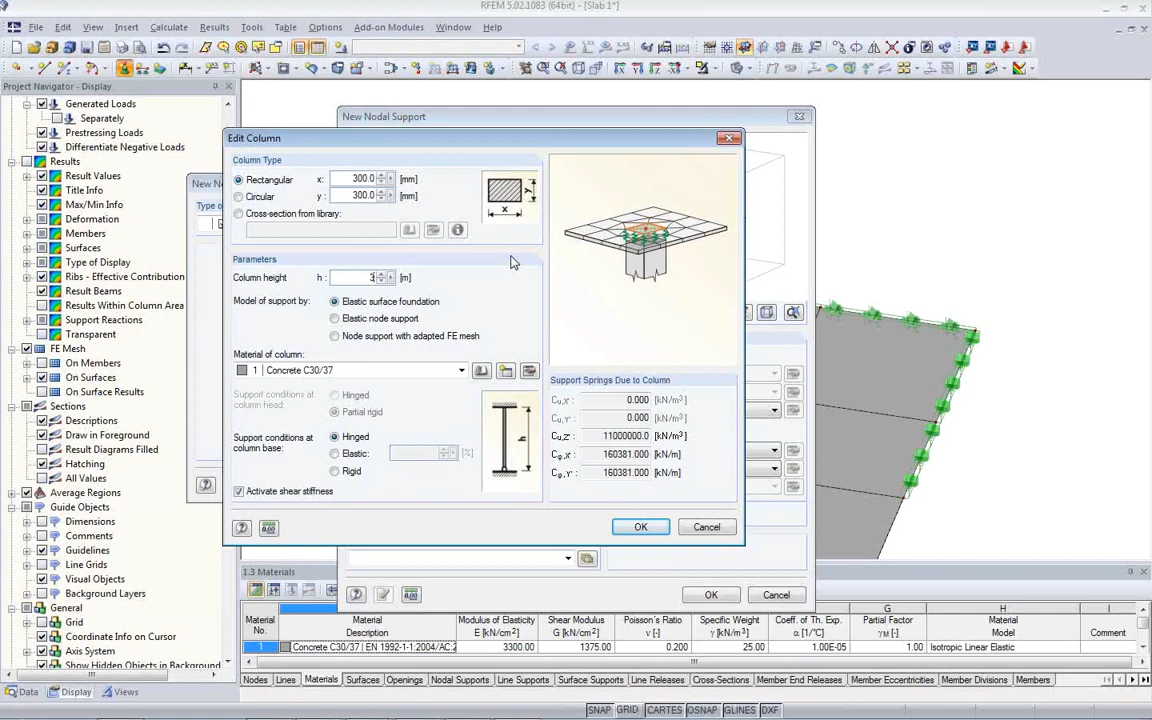 RFEM 5.02.1083 (64bit) - [Slab 1*]
File Edit View Insert Calculate Results Tools Table Options Add-on Modules Window Help
Project Navigator - Display
Generated Loads
Separately
Prestressing Loads
Differentiate Negative Loads
Results
Result Values
Title Info
Max/Min Info
Deformation
Members
Surfaces
Type of Display
Ribs - Effective Contribution
Result Beams
Results Within Column Area
Support Reactions
Transparent
FE Mesh
On Members
On Surfaces
On Surface Results
Sections
Descriptions
Draw in Foreground
Result Diagrams Filled
Hatching
All Values
Average Regions
Guide Objects
Dimensions
Comments
Guidelines
Line Grids
Visual Objects
Background Layers
General
Grid
Coordinate Info on Cursor
Axis System
Show Hidden Objects in Background
Data Display Views
New N
Type o
New Nodal Support
Edit Column
Column Type
Rectangular x: 300.0 [mm]
Circular y: 300.0 [mm]
Cross-section from library:
x
y
Parameters
Column height h : 3 [m]
Model of support by: Elastic surface foundation
Elastic node support
Node support with adapted FE mesh
Material of column:
1 Concrete C30/37
Support conditions at column head: Hinged
Partial rigid
Support conditions at column base: Hinged
Elastic: [%]
Rigid
h
Activate shear stiffness
Support Springs Due to Column
Cu,X' : 0.000 [kN/m3]
Cu,Y' : 0.000 [kN/m3]
Cu,Z' : 11000000.0 [kN/m3]
Cφ,X' : 160381.000 [kN/m]
Cφ,Y' : 160381.000 [kN/m]
OK Cancel
OK Cancel
1.3 Materials
G H I
Material No. Material Description Modulus of Elasticity E [kN/cm2] Shear Modulus G [kN/cm2] Poisson's Ratio ν [-] Specific Weight γ [kN/m3] Coeff. of Th. Exp. α [1/°C] Partial Factor γM [-] Material Model Comment
1 Concrete C30/37 | EN 1992-1-1:2004/AC:2 3300.00 1375.00 0.200 25.00 1.00E-05 1.00 Isotropic Linear Elastic
Nodes Lines Materials Surfaces Openings Nodal Supports Line Supports Surface Supports Line Releases Cross-Sections Member End Releases Member Eccentricities Member Divisions Members
SNAP GRID CARTES OSNAP GLINES DXF